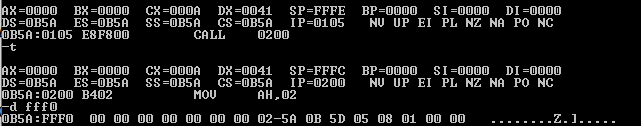 AX=0000  BX=0000  CX=000A  DX=0041  SP=FFFE  BP=0000  SI=0000  DI=0000
DS=0B5A  ES=0B5A  SS=0B5A  CS=0B5A  IP=0105   NV UP EI PL NZ NA PO NC
0B5A:0105 E8F800        CALL    0200
-t
AX=0000  BX=0000  CX=000A  DX=0041  SP=FFFC  BP=0000  SI=0000  DI=0000
DS=0B5A  ES=0B5A  SS=0B5A  CS=0B5A  IP=0200   NV UP EI PL NZ NA PO NC
0B5A:0200 B402          MOV     AH,02
-d fff0
0B5A:FFF0  00 00 00 00 00 00 00 02-5A 0B 5D 05 08 01 00 00   ........Z.].....